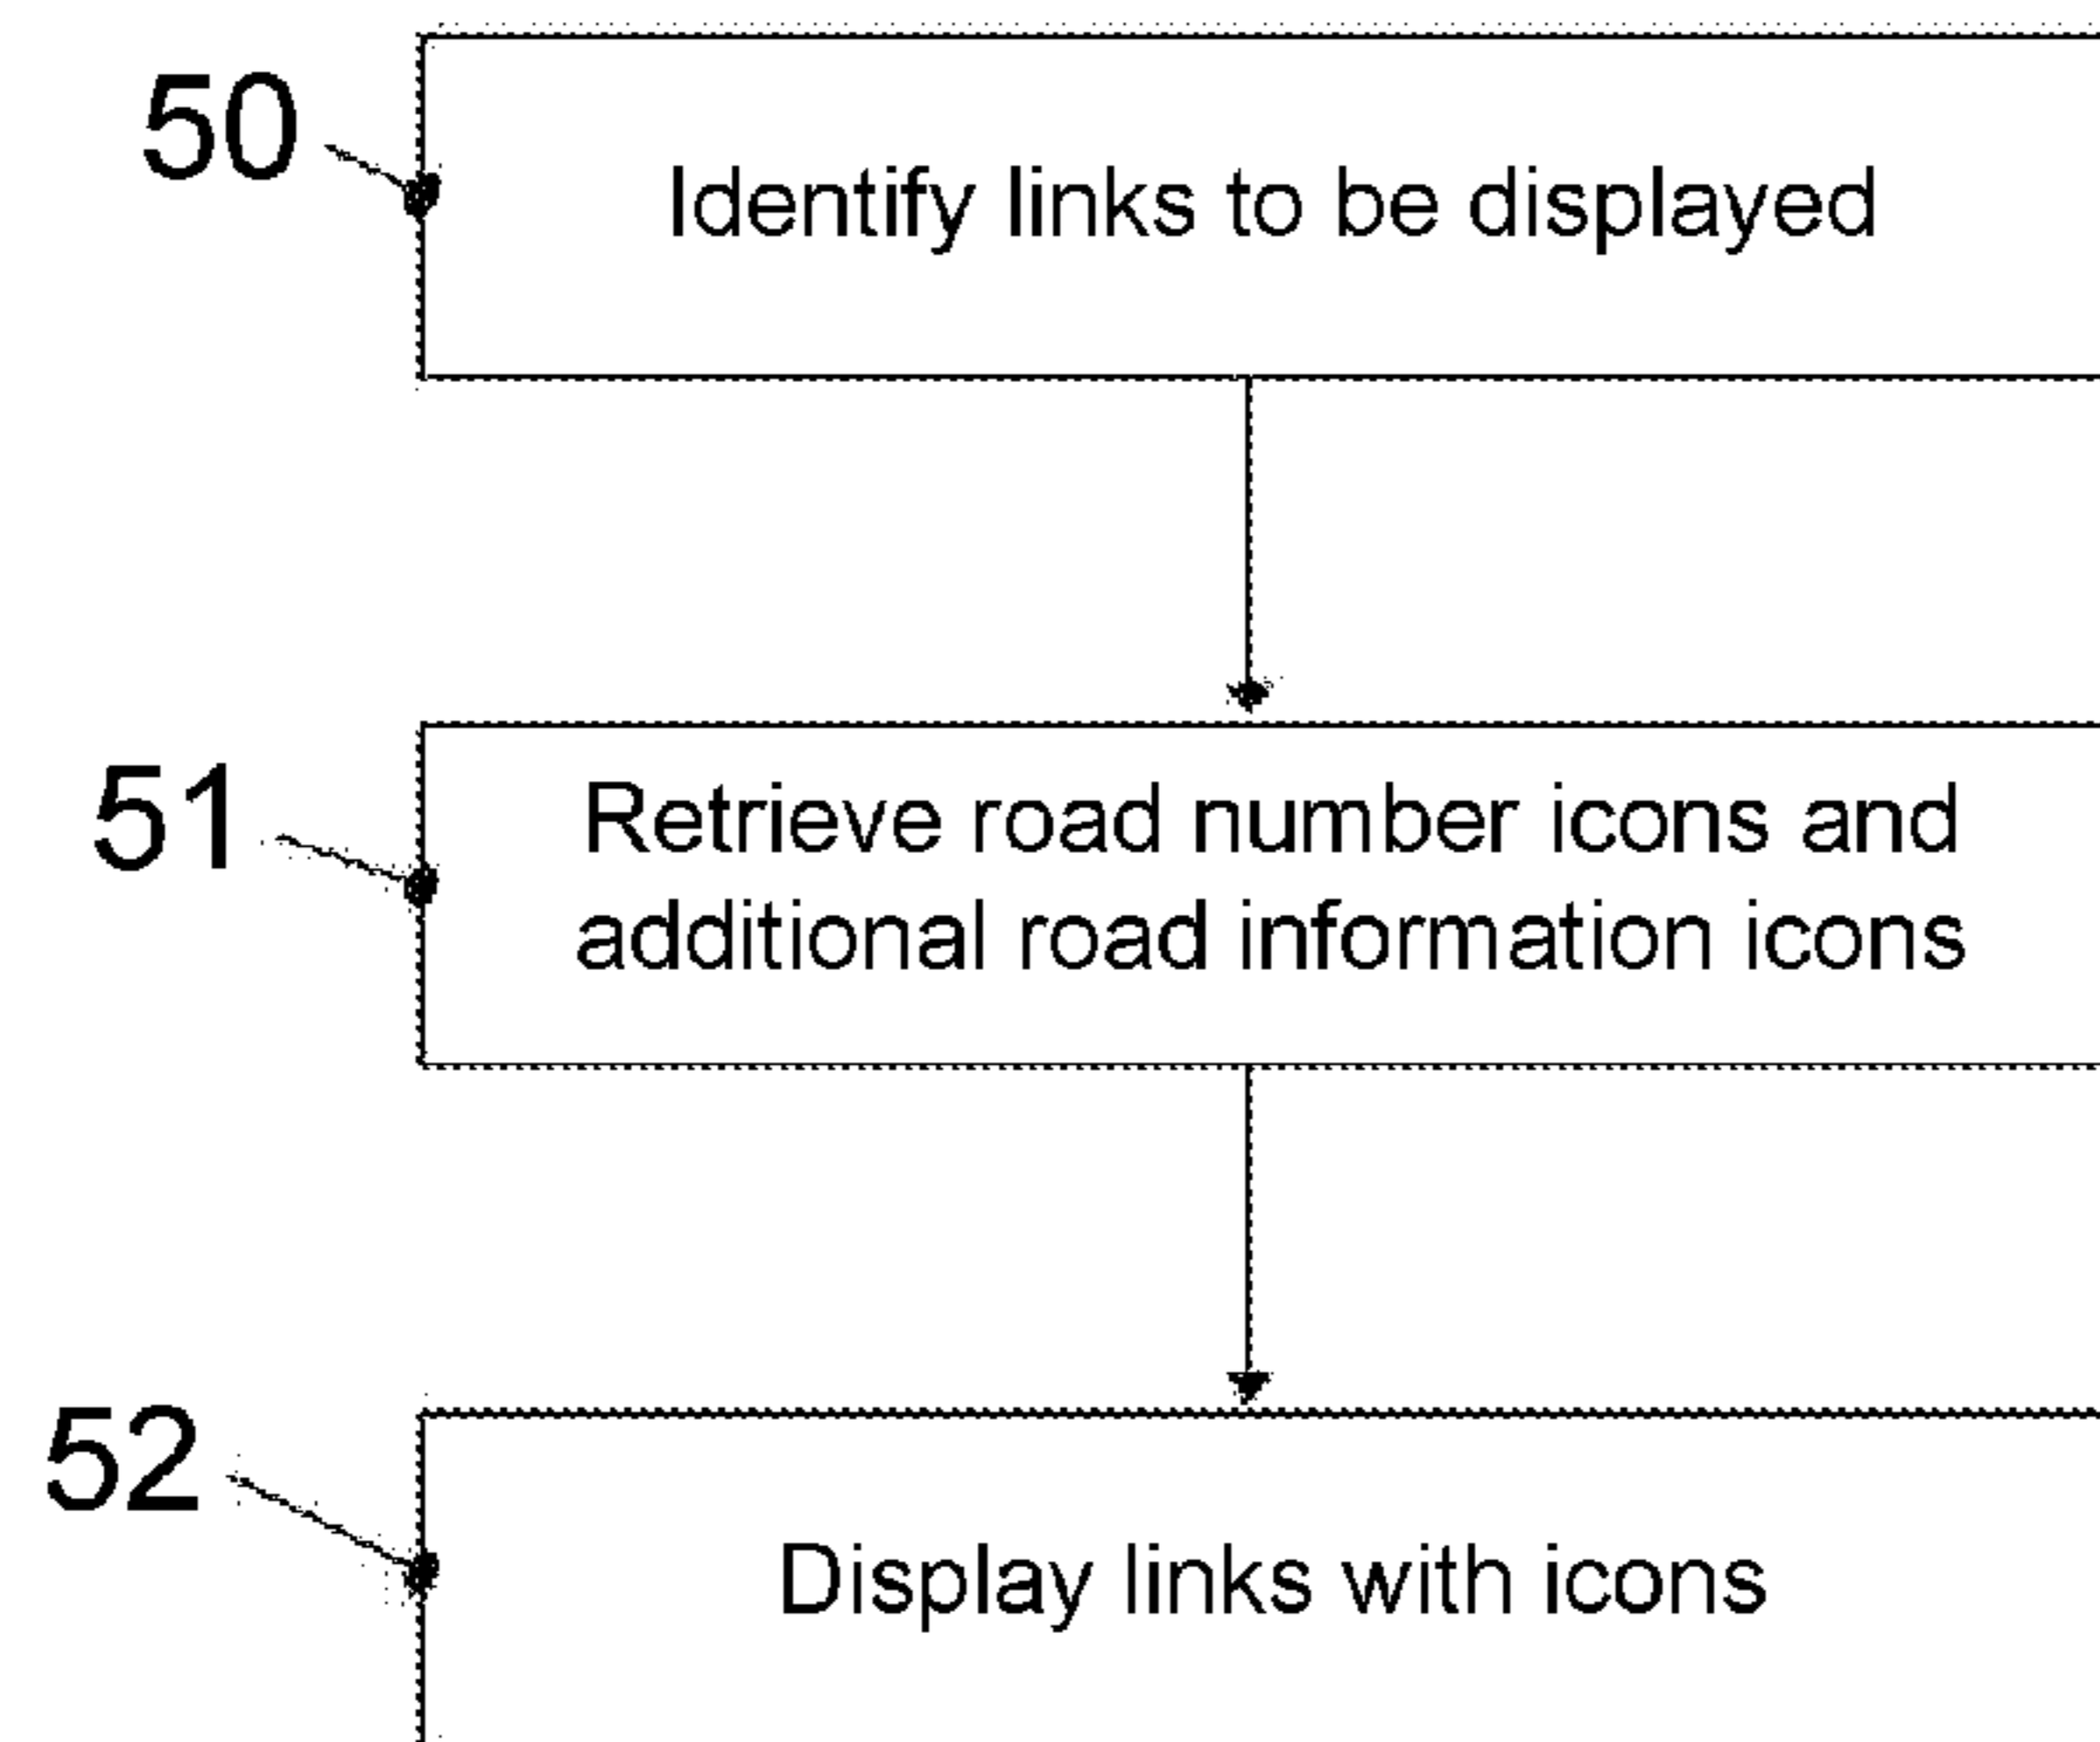 50
Identify links to be displayed
51
Retrieve road number icons and
additional road information icons
52
Display links with icons